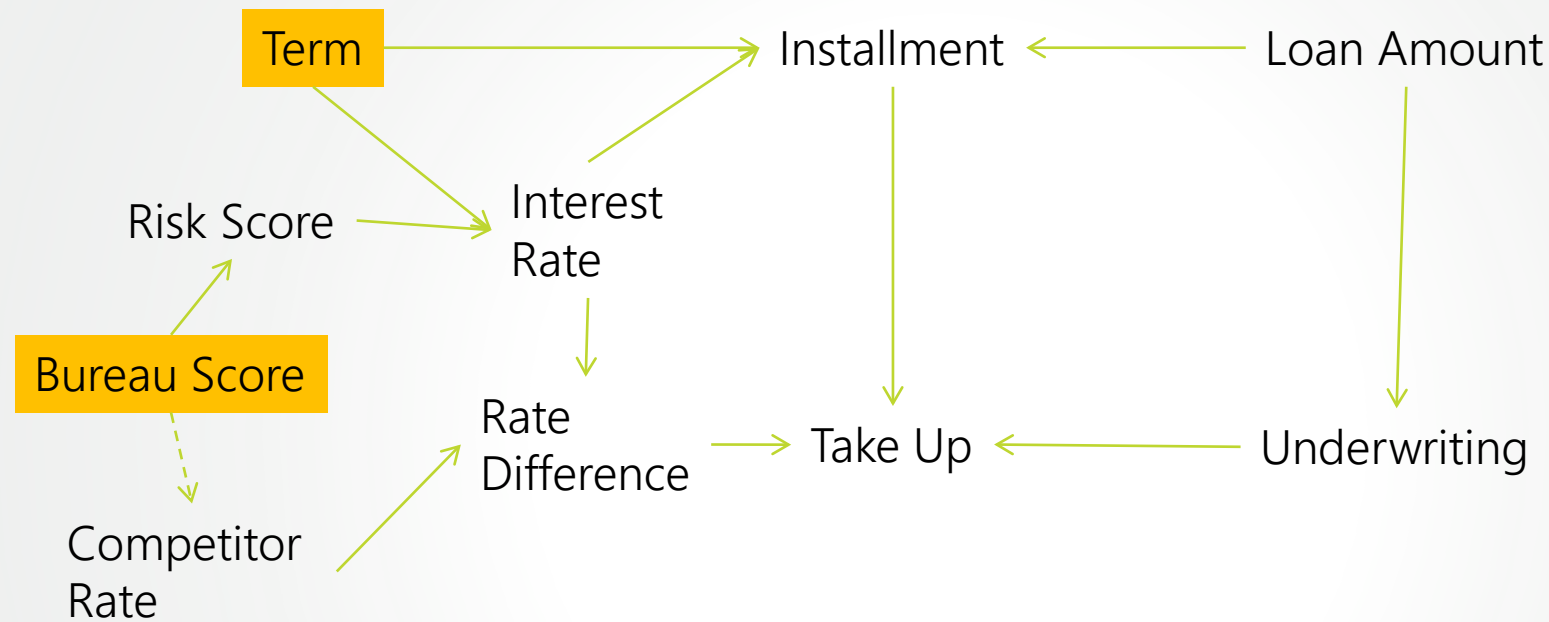 Term
Installment
Loan Amount
Risk Score
Interest
Rate
Bureau Score
Rate
Difference
Take Up
Underwriting
Competitor
Rate